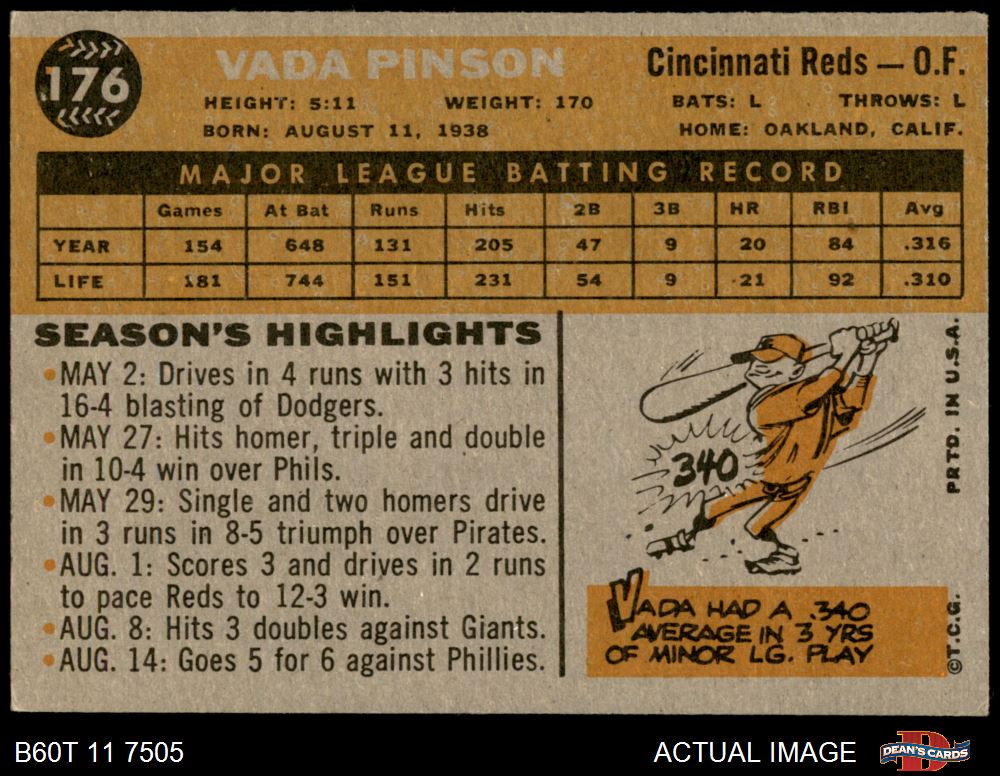 176
VADA PINSON
Cincinnati Reds — O.F.
HEIGHT: 5:11 WEIGHT: 170 BATS: L THROWS: L
BORN: AUGUST 11, 1938 HOME: OAKLAND, CALIF.
MAJOR LEAGUE BATTING RECORD
Games At Bat Runs Hits 2B 3B HR RBI Avg
YEAR 154 648 131 205 47 9 20 84 .316
LIFE 181 744 151 231 54 9 21 92 .310
SEASON'S HIGHLIGHTS
•MAY 2: Drives in 4 runs with 3 hits in
16-4 blasting of Dodgers.
•MAY 27: Hits homer, triple and double
in 10-4 win over Phils.
•MAY 29: Single and two homers drive
in 3 runs in 8-5 triumph over Pirates.
•AUG. 1: Scores 3 and drives in 2 runs
to pace Reds to 12-3 win.
•AUG. 8: Hits 3 doubles against Giants.
•AUG. 14: Goes 5 for 6 against Phillies.
340
VADA HAD A .340
AVERAGE IN 3 YRS
OF MINOR LG. PLAY
PRTD. IN U.S.A.
©T.C.G.
B60T 11 7505
ACTUAL IMAGE
DEAN'S CARDS